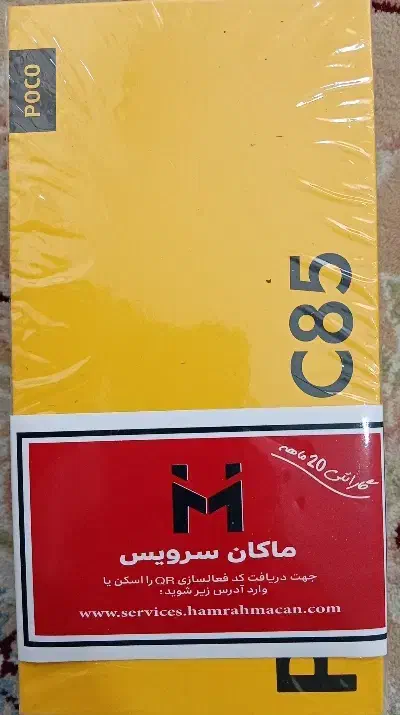 POCO
C85
P
گارانتی 20 ماهه
ماکان سرویس
جهت دریافت کد فعالسازی QR را اسکن یا
وارد آدرس زیر شوید:
www.services.hamrahmacan.com